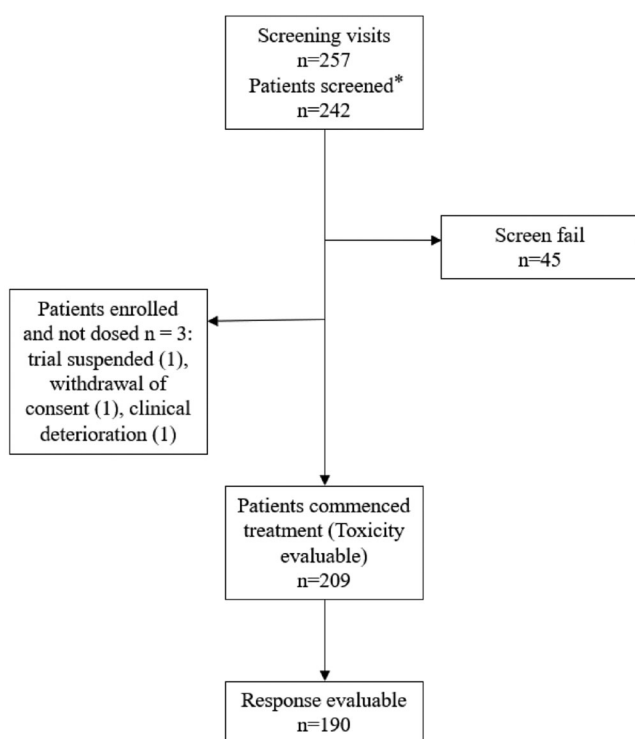 Screening visits
n=257
Patients screened*
n=242
Screen fail
n=45
Patients enrolled
and not dosed n = 3:
trial suspended (1),
withdrawal of
consent (1), clinical
deterioration (1)
Patients commenced
treatment (Toxicity
evaluable)
n=209
Response evaluable
n=190